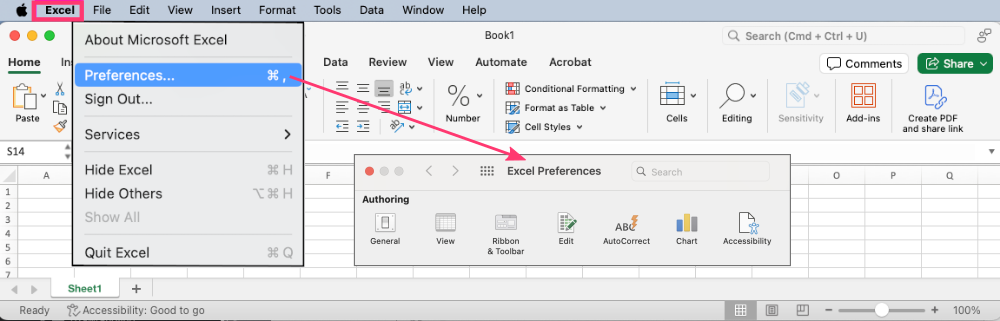 Excel File Edit View Insert Format Tools Data Window Help
Book1
Search (Cmd + Ctrl + U)
Home Data Review View Automate Acrobat
Comments
Share
About Microsoft Excel
Preferences... ⌘ ,
Sign Out...
Services
Hide Excel ⌘ H
Hide Others ⌥⌘ H
Show All
Quit Excel ⌘ Q
Paste
Number
%
Conditional Formatting
Format as Table
Cell Styles
Cells
Editing
Sensitivity
Add-ins
Create PDF
and share link
S14
A F O P Q
1
2
3
4
5
6
7
Excel Preferences
Search
Authoring
General
View
Ribbon
& Toolbar
Edit
ABC
AutoCorrect
Chart
Accessibility
Sheet1 +
Ready Accessibility: Good to go
– + 100%